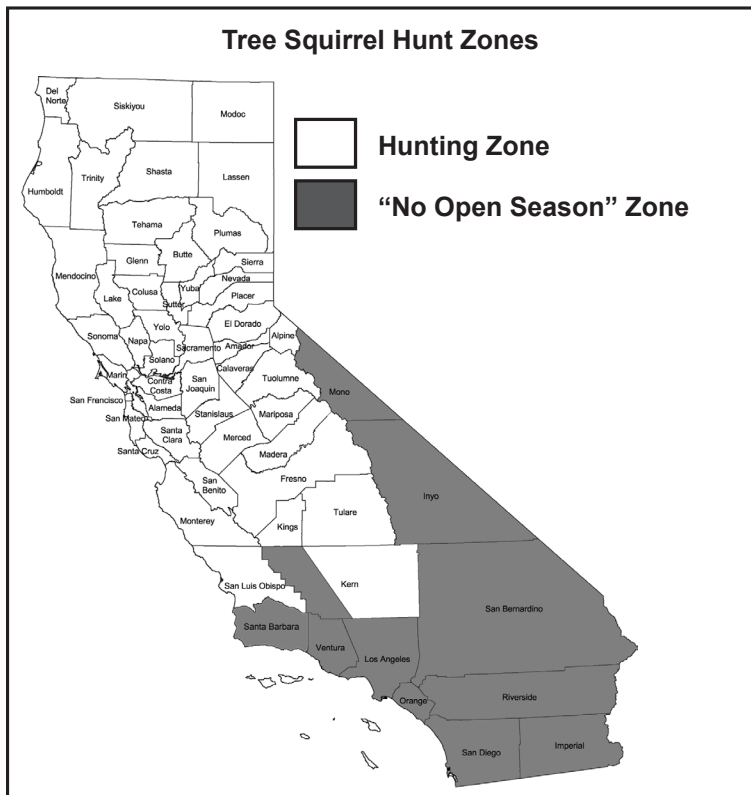 Tree Squirrel Hunt Zones
Hunting Zone
“No Open Season” Zone
Del
Norte
Siskiyou
Modoc
Humboldt
Trinity
Shasta
Lassen
Tehama
Plumas
Mendocino
Glenn
Butte
Sierra
Nevada
Lake
Colusa
Yuba
Sutter
Placer
Sonoma
Napa
Yolo
El Dorado
Alpine
Sacramento
Amador
Solano
Calaveras
Marin
Contra
Costa
San
Joaquin
Tuolumne
Mono
San Francisco
Alameda
Stanislaus
Mariposa
San Mateo
Santa
Clara
Merced
Santa Cruz
Madera
San
Benito
Fresno
Inyo
Monterey
Kings
Tulare
San Luis Obispo
Kern
San Bernardino
Santa Barbara
Ventura
Los Angeles
Orange
Riverside
San Diego
Imperial